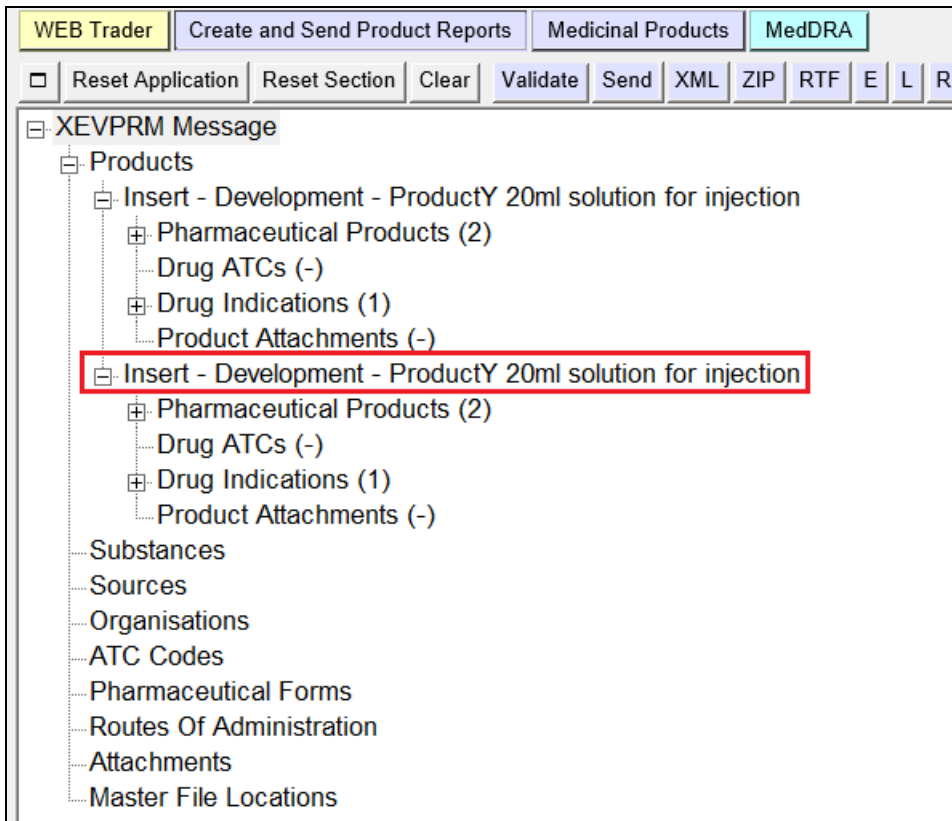 WEB Trader Create and Send Product Reports Medicinal Products MedDRA
Reset Application Reset Section Clear Validate Send XML ZIP RTF E L R
XEVPRM Message
Products
Insert - Development - ProductY 20ml solution for injection
Pharmaceutical Products (2)
Drug ATCs (-)
Drug Indications (1)
Product Attachments (-)
Insert - Development - ProductY 20ml solution for injection
Pharmaceutical Products (2)
Drug ATCs (-)
Drug Indications (1)
Product Attachments (-)
Substances
Sources
Organisations
ATC Codes
Pharmaceutical Forms
Routes Of Administration
Attachments
Master File Locations